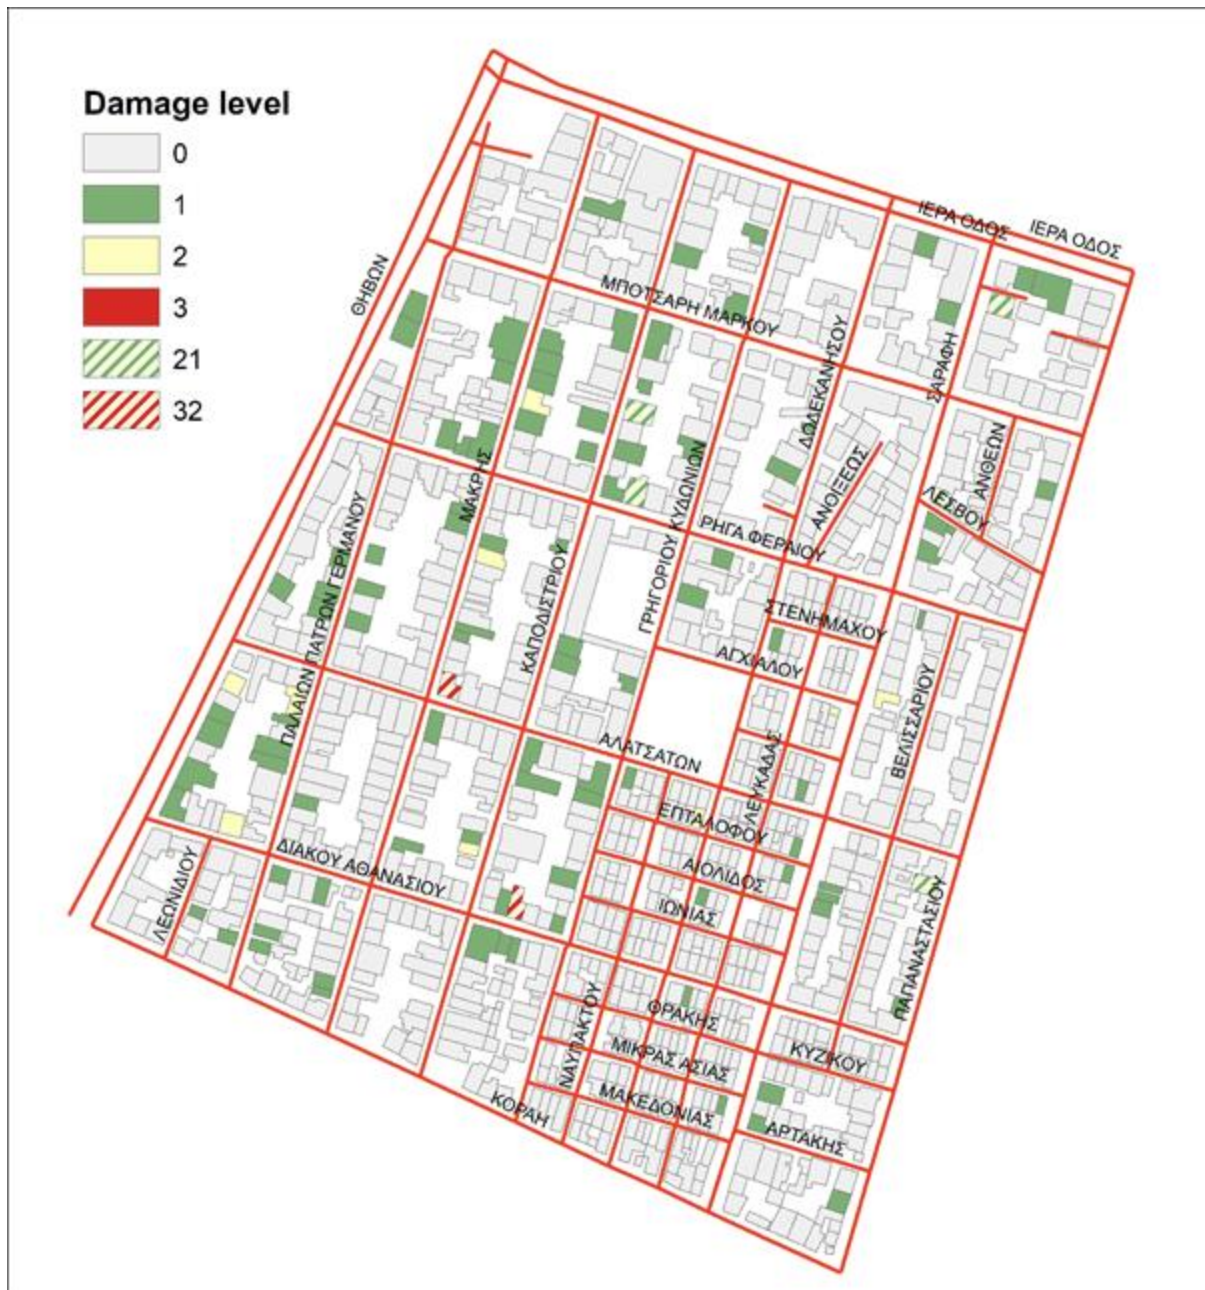 Damage level
0
1
2
3
21
32
ΙΕΡΑ ΟΔΟΣ
ΙΕΡΑ ΟΔΟΣ
ΘΗΒΩΝ
ΜΠΟΤΣΑΡΗ ΜΑΡΚΟΥ
ΔΩΔΕΚΑΝΗΣΟΥ
ΣΑΡΑΦΗ
ΑΝΘΕΩΝ
ΛΕΣΒΟΥ
ΑΝΟΙΞΕΩΣ
ΜΑΚΡΗΣ
ΓΡΗΓΟΡΙΟΥ ΚΥΔΩΝΙΩΝ
ΡΗΓΑ ΦΕΡΑΙΟΥ
ΠΑΛΑΙΩΝ ΠΑΤΡΩΝ ΓΕΡΜΑΝΟΥ
ΚΑΠΟΔΙΣΤΡΙΟΥ
ΣΤΕΝΗΜΑΧΟΥ
ΑΓΧΙΑΛΟΥ
ΒΕΛΙΣΣΑΡΙΟΥ
ΑΛΑΤΣΑΤΩΝ
ΛΕΥΚΑΔΑΣ
ΕΠΤΑΛΟΦΟΥ
ΔΙΑΚΟΥ ΑΘΑΝΑΣΙΟΥ
ΑΙΟΛΙΔΟΣ
ΛΕΩΝΙΔΙΟΥ
ΙΩΝΙΑΣ
ΠΑΠΑΝΑΣΤΑΣΙΟΥ
ΘΡΑΚΗΣ
ΝΑΥΠΑΚΤΟΥ
ΚΥΖΙΚΟΥ
ΜΙΚΡΑΣ ΑΣΙΑΣ
ΜΑΚΕΔΟΝΙΑΣ
ΚΟΡΑΗ
ΑΡΤΑΚΗΣ